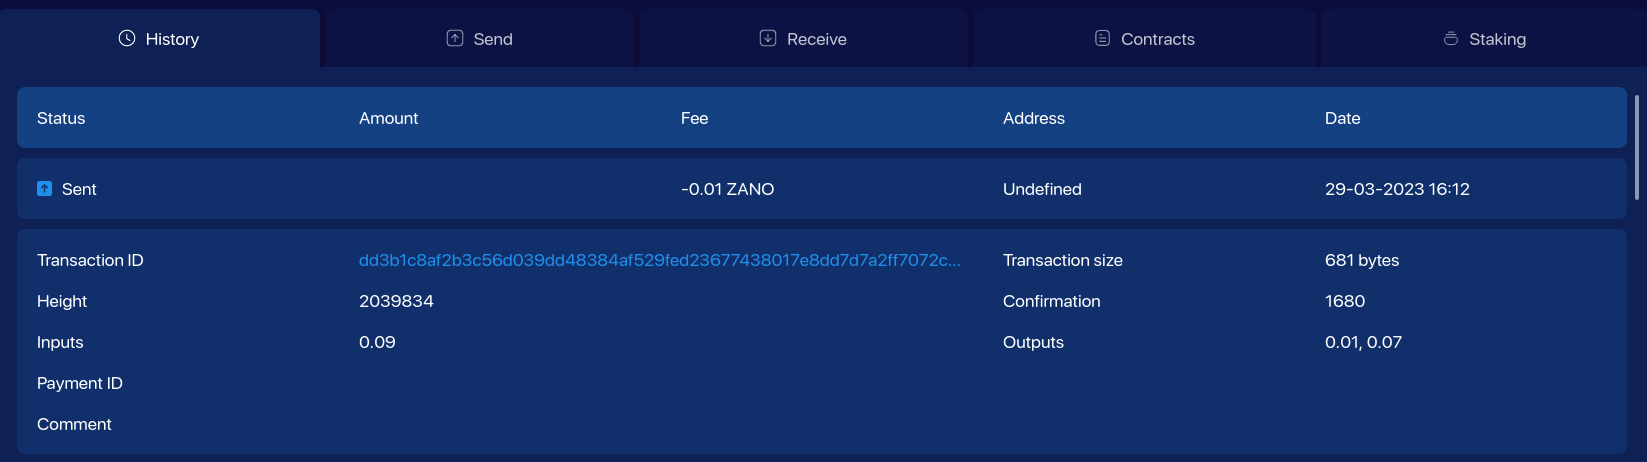 History Send Receive Contracts Staking
Status Amount Fee Address Date
Sent -0.01 ZANO Undefined 29-03-2023 16:12
Transaction ID dd3b1c8af2b3c56d039dd48384af529fed23677438017e8dd7d7a2ff7072c... Transaction size 681 bytes
Height 2039834 Confirmation 1680
Inputs 0.09 Outputs 0.01, 0.07
Payment ID
Comment